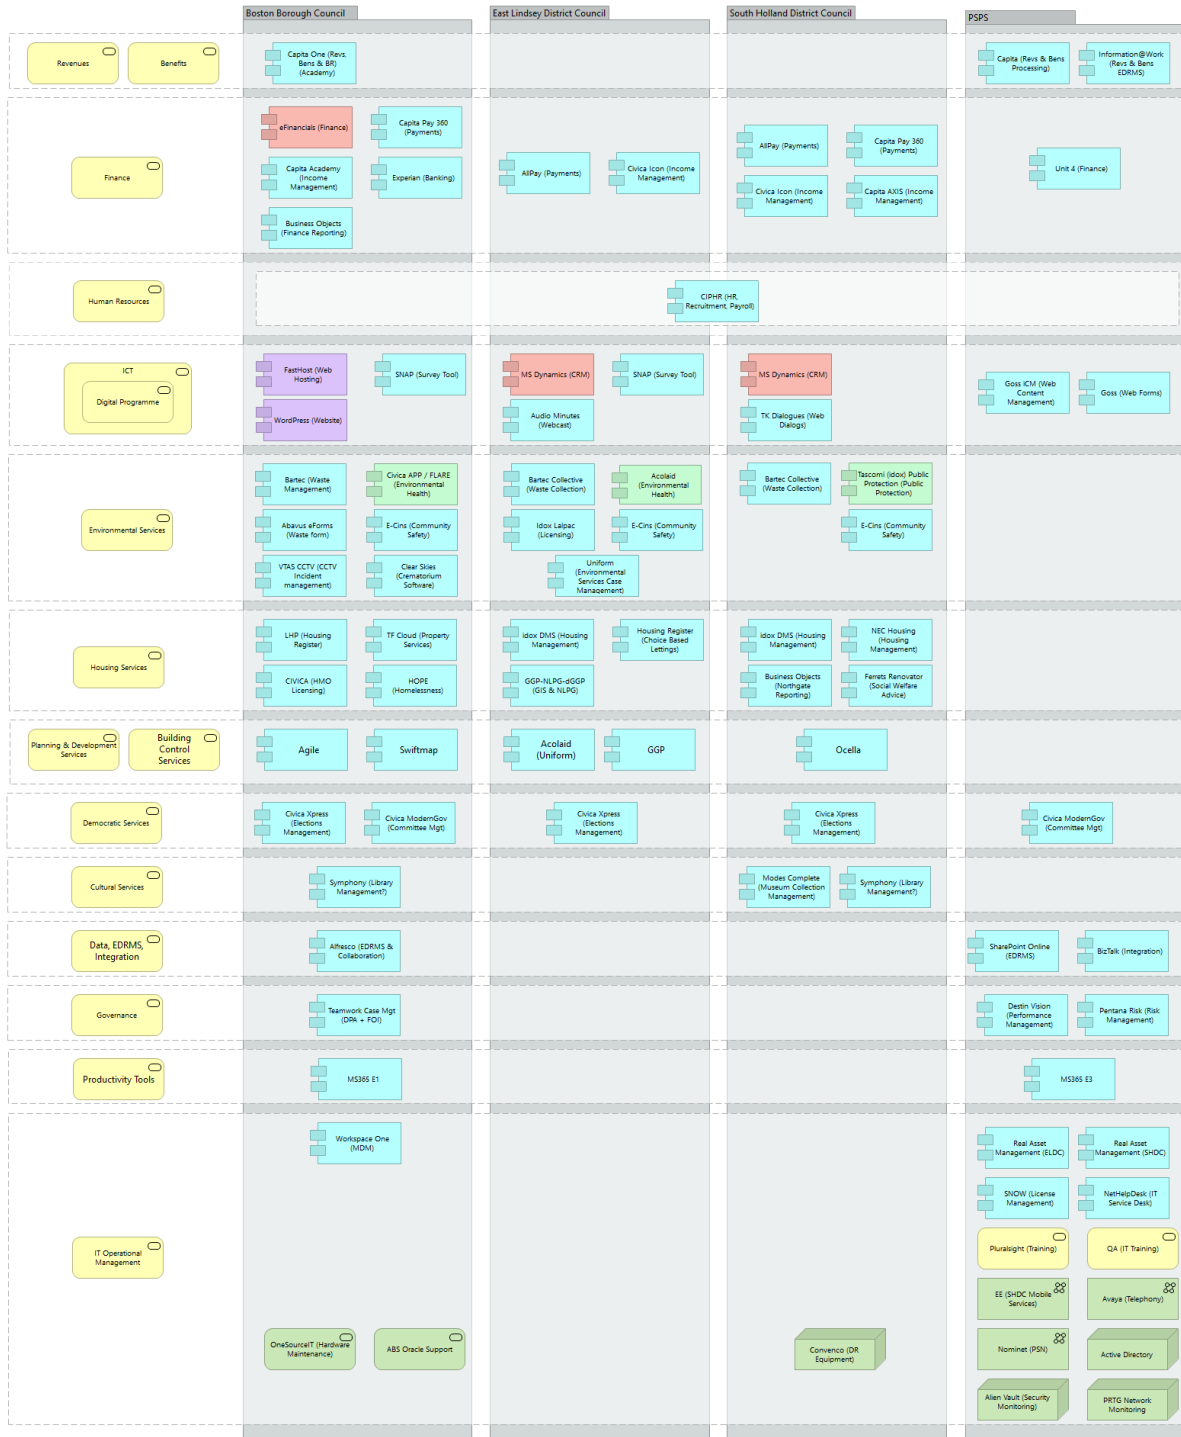 Boston Borough Council
East Lindsey District Council
South Holland District Council
PSPS
Revenues
Benefits
Capita One (Revs,
Bens & BR)
(Academy)
Capita (Revs & Bens
Processing)
Information@Work
(Revs & Bens
EDRMS)
Finance
eFinancials (Finance)
Capita Pay 360
(Payments)
Capita Academy
(Income
Management)
Experian (Banking)
Business Objects
(Finance Reporting)
AllPay (Payments)
Civica Icon (Income
Management)
AllPay (Payments)
Capita Pay 360
(Payments)
Civica Icon (Income
Management)
Capita AXIS (Income
Management)
Unit 4 (Finance)
Human Resources
CIPHR (HR,
Recruitment, Payroll)
ICT
Digital Programme
FastHost (Web
Hosting)
SNAP (Survey Tool)
WordPress (Website)
MS Dynamics (CRM)
SNAP (Survey Tool)
Audio Minutes
(Webcast)
MS Dynamics (CRM)
TK Dialogues (Web
Dialogs)
Goss iCM (Web
Content
Management)
Goss (Web Forms)
Environmental Services
Bartec (Waste
Management)
Civica APP / FLARE
(Environmental
Health)
Abavus eForms
(Waste form)
E-Cins (Community
Safety)
VTAS CCTV (CCTV
Incident
management)
Clear Skies
(Crematorium
Software)
Bartec Collective
(Waste Collection)
Acolaid
(Environmental
Health)
Idox Lalpac
(Licensing)
E-Cins (Community
Safety)
Uniform
(Environmental
Services Case
Management)
Bartec Collective
(Waste Collection)
Tascomi (idox) Public
Protection (Public
Protection)
E-Cins (Community
Safety)
Housing Services
LHP (Housing
Register)
TF Cloud (Property
Services)
CIVICA (HMO
Licensing)
HOPE
(Homelessness)
idox DMS (Housing
Management)
Housing Register
(Choice Based
Lettings)
GGP-NLPG-dGGP
(GIS & NLPG)
idox DMS (Housing
Management)
NEC Housing
(Housing
Management)
Business Objects
(Northgate
Reporting)
Ferrets Renovator
(Social Welfare
Advice)
Planning & Development
Services
Building
Control
Services
Agile
Swiftmap
Acolaid
(Uniform)
GGP
Ocella
Democratic Services
Civica Xpress
(Elections
Management)
Civica ModernGov
(Committee Mgt)
Civica Xpress
(Elections
Management)
Civica Xpress
(Elections
Management)
Civica ModernGov
(Committee Mgt)
Cultural Services
Symphony (Library
Management?)
Modes Complete
(Museum Collection
Management)
Symphony (Library
Management?)
Data, EDRMS,
Integration
Alfresco (EDRMS &
Collaboration)
SharePoint Online
(EDRMS)
BizTalk (Integration)
Governance
Teamwork Case Mgt
(DPA + FOI)
Destin Vision
(Performance
Management)
Pentana Risk (Risk
Management)
Productivity Tools
MS365 E1
MS365 E3
IT Operational
Management
Workspace One
(MDM)
OneSourceIT (Hardware
Maintenance)
ABS Oracle Support
Convenco (DR
Equipment)
Real Asset
Management (ELDC)
Real Asset
Management (SHDC)
SNOW (License
Management)
NetHelpDesk (IT
Service Desk)
Pluralsight (Training)
QA (IT Training)
EE (SHDC Mobile
Services)
Avaya (Telephony)
Nominet (PSN)
Active Directory
Alien Vault (Security
Monitoring)
PRTG Network
Monitoring